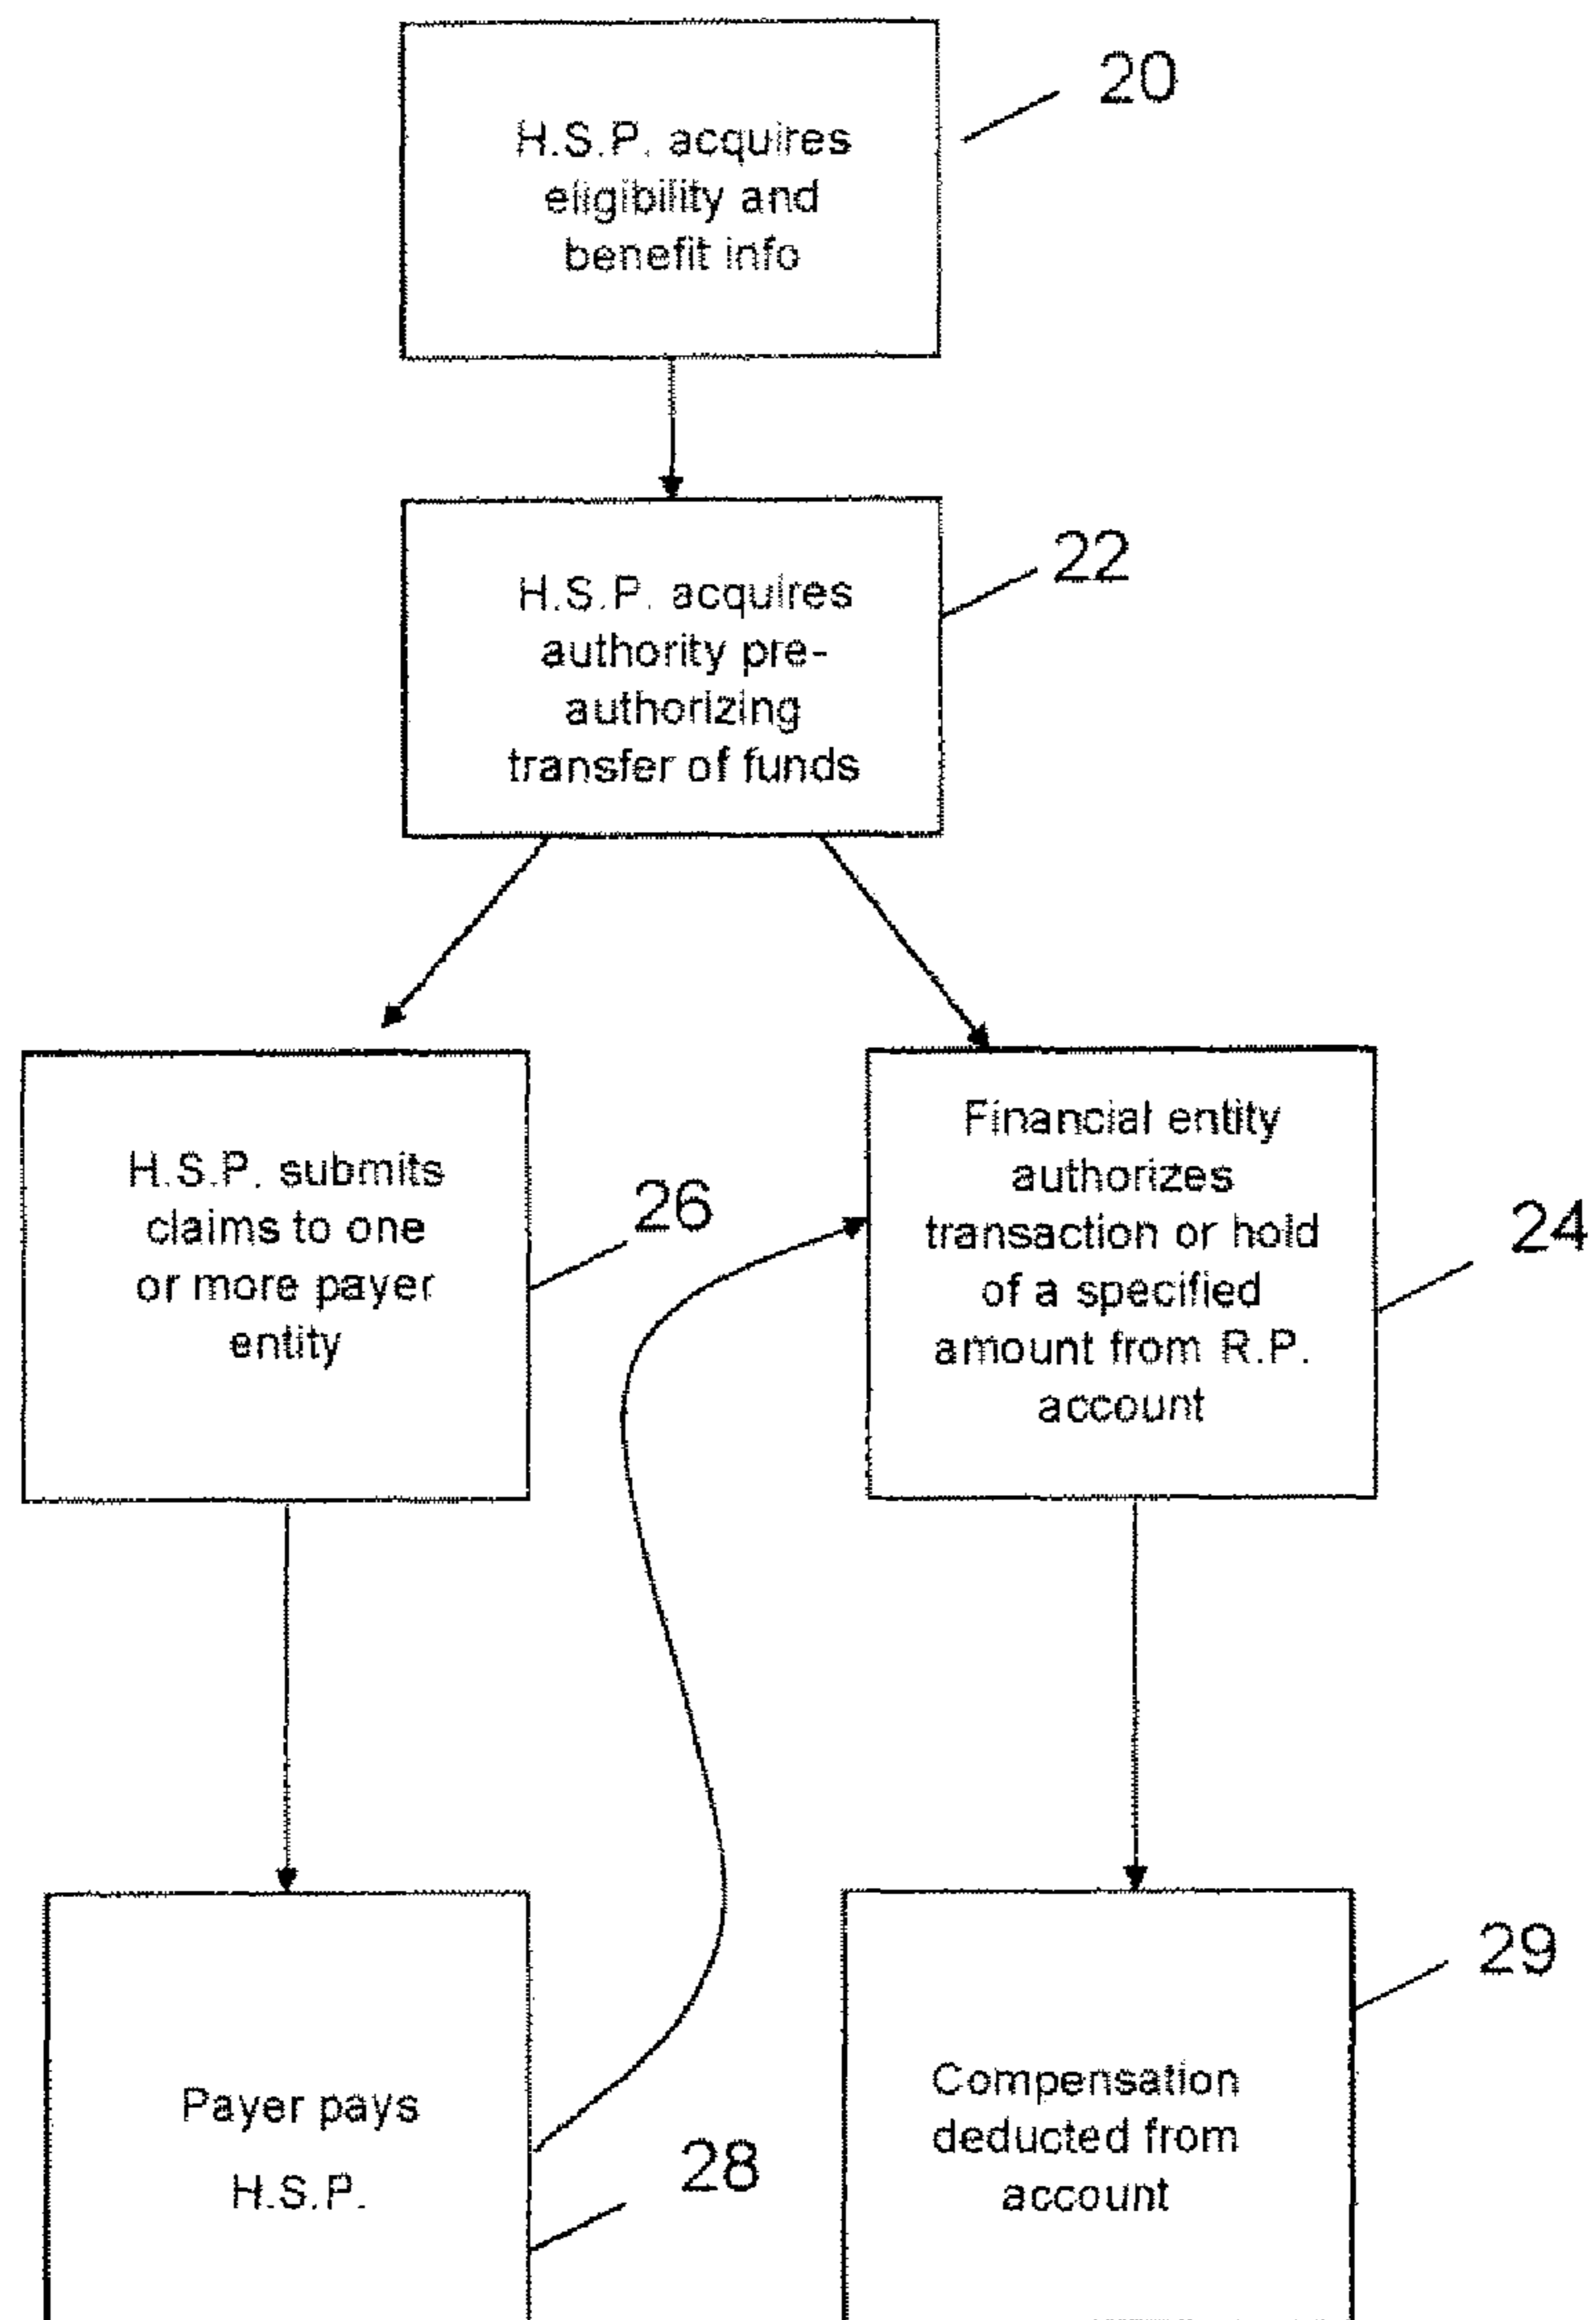 H.S.P. acquires
eligibility and
benefit info
20
H.S.P. acquires
authority pre-
authorizing
transfer of funds
22
H.S.P. submits
claims to one
or more payer
entity
26
Financial entity
authorizes
transaction or hold
of a specified
amount from R.P.
account
24
Payer pays
H.S.P.
28
Compensation
deducted from
account
29